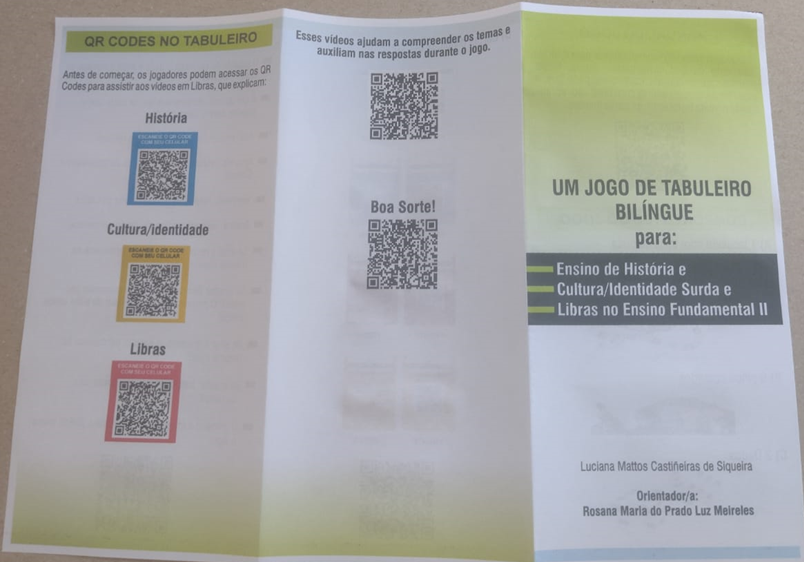 QR CODES NO TABULEIRO
Antes de começar, os jogadores podem acessar os QR
Codes para assistir aos vídeos em Libras, que explicam:
História
ESCANEIE O QR CODE
COM SEU CELULAR
Cultura/identidade
ESCANEIE O QR CODE
COM SEU CELULAR
Libras
ESCANEIE O QR CODE
COM SEU CELULAR
Esses vídeos ajudam a compreender os temas e
auxiliam nas respostas durante o jogo.
Boa Sorte!
UM JOGO DE TABULEIRO
BILÍNGUE
para:
Ensino de História e
Cultura/Identidade Surda e
Libras no Ensino Fundamental II
Luciana Mattos Castiñeiras de Siqueira
Orientador/a:
Rosana Maria do Prado Luz Meireles